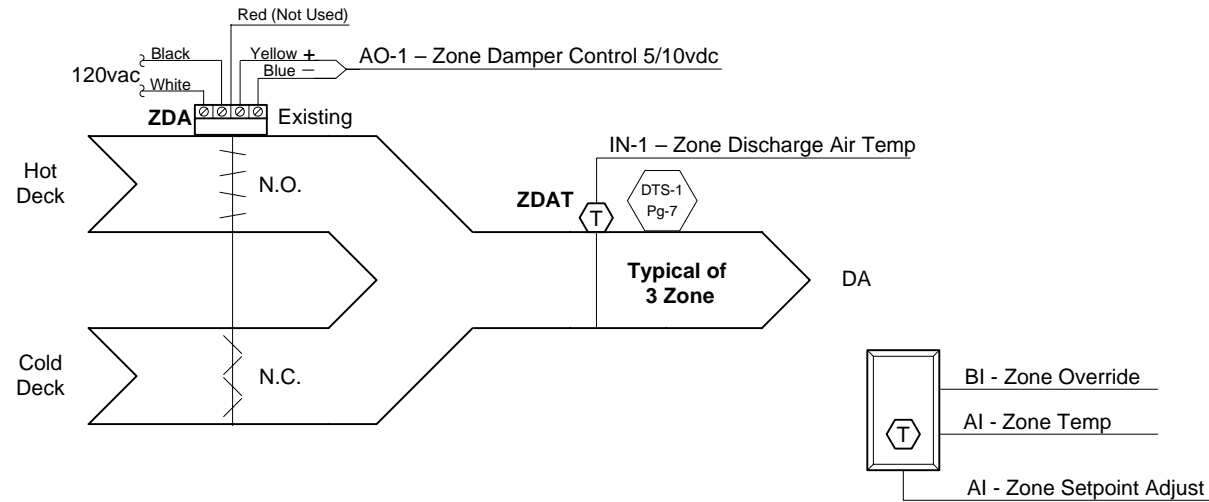 Red (Not Used)
Black
Yellow +
AO-1 – Zone Damper Control 5/10vdc
Blue –
120vac
White
ZDA
Existing
IN-1 – Zone Discharge Air Temp
Hot
Deck
N.O.
ZDAT
DTS-1
Pg-7
T
Typical of
3 Zone
DA
Cold
Deck
N.C.
BI - Zone Override
AI - Zone Temp
T
AI - Zone Setpoint Adjust